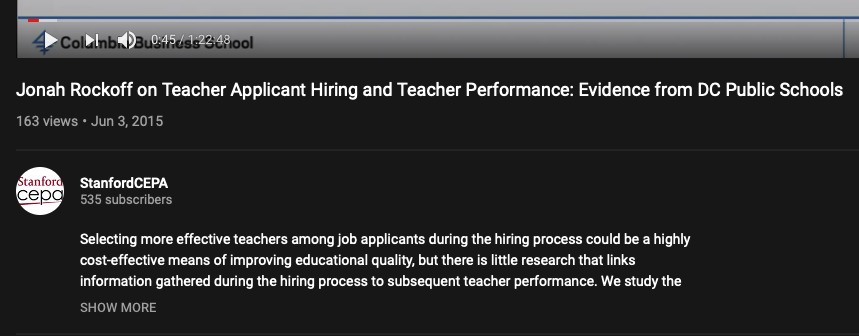 Columbia Business School
0:45 / 1:22:48
Jonah Rockoff on Teacher Applicant Hiring and Teacher Performance: Evidence from DC Public Schools
163 views • Jun 3, 2015
Stanford
cepa
StanfordCEPA
535 subscribers
Selecting more effective teachers among job applicants during the hiring process could be a highly
cost-effective means of improving educational quality, but there is little research that links
information gathered during the hiring process to subsequent teacher performance. We study the
SHOW MORE